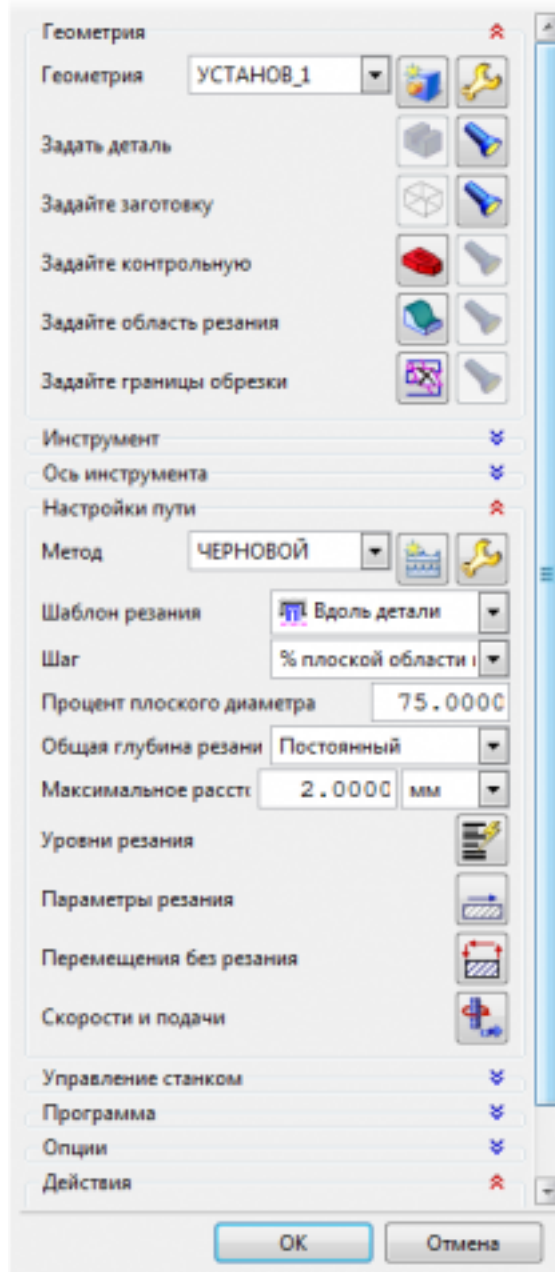 Геометрия
Геометрия УСТАНОВ_1
Задать деталь
Задайте заготовку
Задайте контрольную
Задайте область резания
Задайте границы обрезки
Инструмент
Ось инструмента
Настройки пути
Метод ЧЕРНОВОЙ
Шаблон резания Вдоль детали
Шаг % плоской области
Процент плоского диаметра 75.0000
Общая глубина резани Постоянный
Максимальное рассто 2.0000 мм
Уровни резания
Параметры резания
Перемещения без резания
Скорости и подачи
Управление станком
Программа
Опции
Действия
OK Отмена